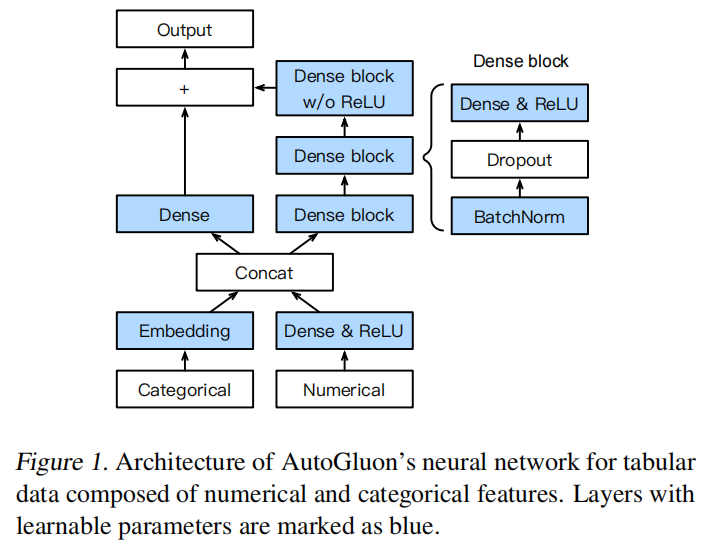 Output
+
Dense block
w/o ReLU
Dense block
Dense
Dense block
Concat
Embedding
Dense & ReLU
Categorical
Numerical
Dense block
Dense & ReLU
Dropout
BatchNorm
Figure 1. Architecture of AutoGluon's neural network for tabular
data composed of numerical and categorical features. Layers with
learnable parameters are marked as blue.